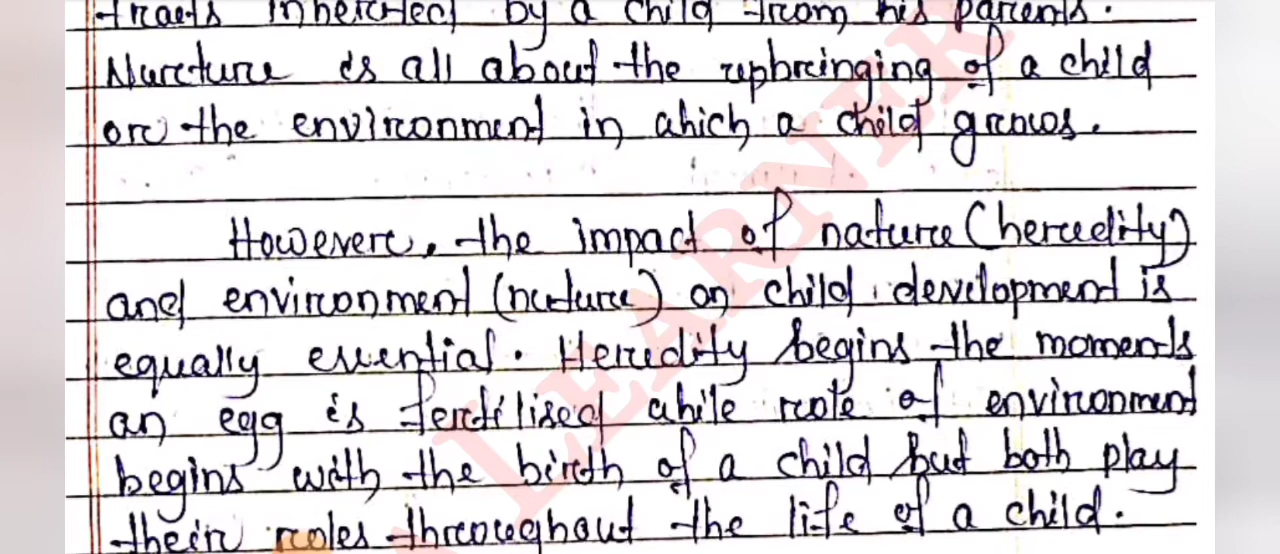 traits inherited by a child from his parents.
Nurture is all about the upbringing of a child
or the environment in which a child grows.
However, the impact of nature (heredity)
and environment (nurture) on child development is
equally essential. Heredity begins the moments
an egg is fertilised while role of environment
begins with the birth of a child but both play
their roles throughout the life of a child.
LEARNER